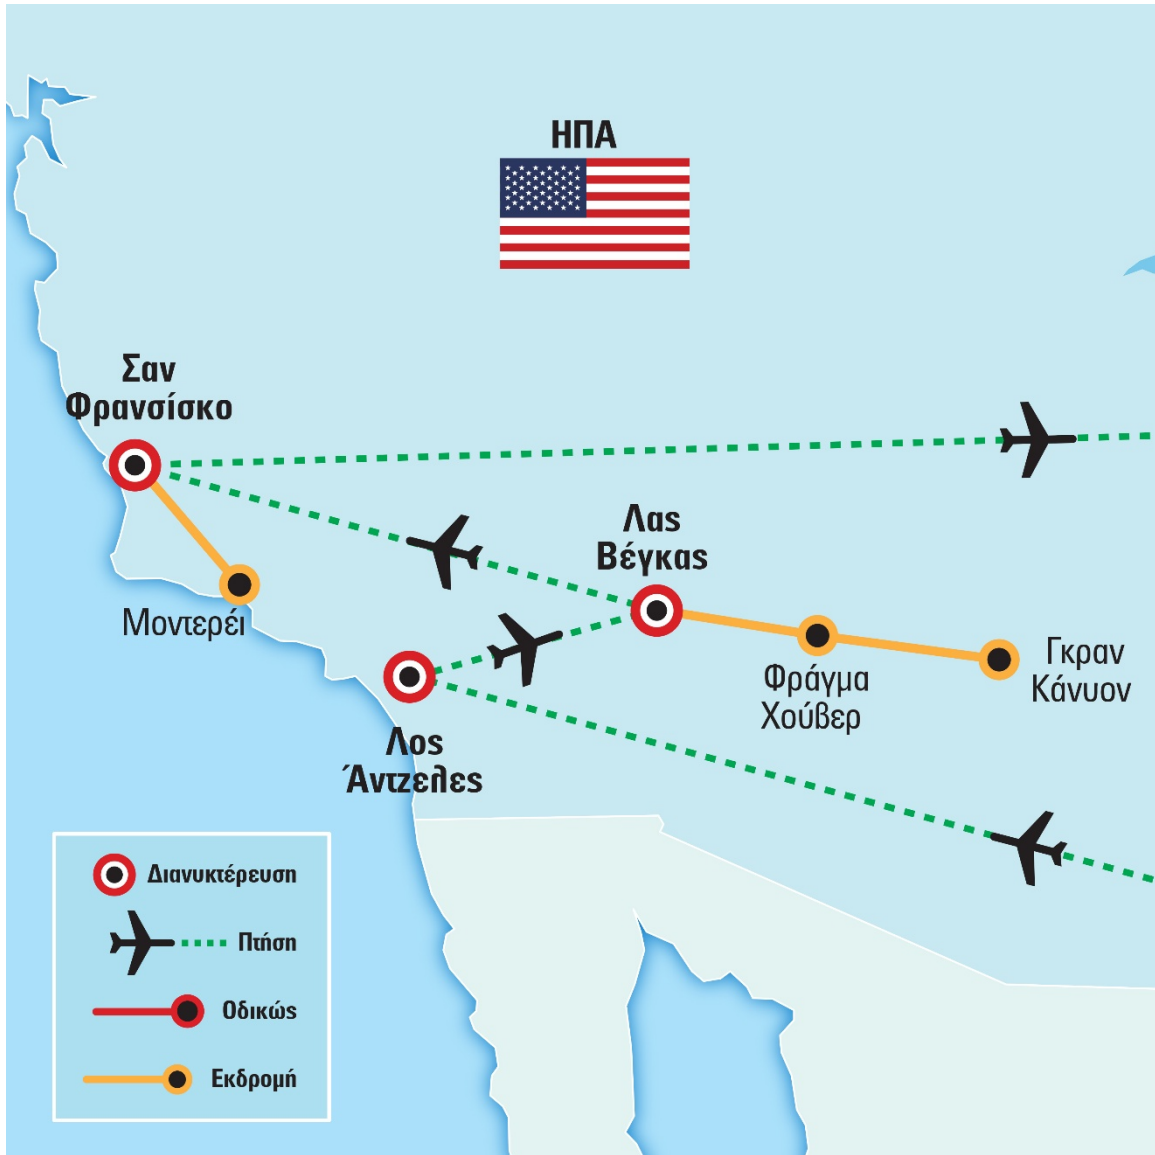 ΗΠΑ
Σαν
Φρανσίσκο
Λας
Βέγκας
Μοντερέι
Γκραν
Κάνυον
Φράγμα
Χούβερ
Λος
Άντζελες
Διανυκτέρευση
Πτήση
Οδικώς
Εκδρομή